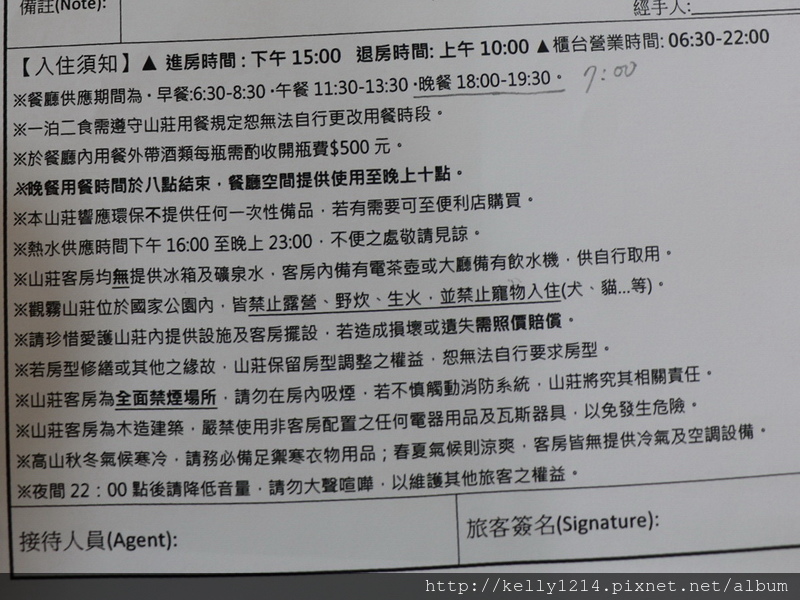 備註(Note):
經手人:
【入住須知】▲ 進房時間 : 下午 15:00 退房時間: 上午 10:00 ▲櫃台營業時間: 06:30-22:00
※餐廳供應期間為‧早餐:6:30-8:30‧午餐 11:30-13:30‧晚餐 18:00-19:30。 7:00
※一泊二食需遵守山莊用餐規定恕無法自行更改用餐時段。
※於餐廳內用餐外帶酒類每瓶需酌收開瓶費$500 元。
※晚餐用餐時間於八點結束，餐廳空間提供使用至晚上十點。
※本山莊響應環保不提供任何一次性備品，若有需要可至便利店購買。
※熱水供應時間下午 16:00 至晚上 23:00，不便之處敬請見諒。
※山莊客房均無提供冰箱及礦泉水，客房內備有電茶壺或大廳備有飲水機，供自行取用。
※觀霧山莊位於國家公園內，皆禁止露營、野炊、生火，並禁止寵物入住(犬、貓...等)。
※請珍惜愛護山莊內提供設施及客房擺設，若造成損壞或遺失需照價賠償。
※若房型修繕或其他之緣故，山莊保留房型調整之權益，恕無法自行要求房型。
※山莊客房為全面禁煙場所，請勿在房內吸煙，若不慎觸動消防系統，山莊將究其相關責任。
※山莊客房為木造建築，嚴禁使用非客房配置之任何電器用品及瓦斯器具，以免發生危險。
※高山秋冬氣候寒冷，請務必備足禦寒衣物用品；春夏氣候則涼爽，客房皆無提供冷氣及空調設備。
※夜間 22：00 點後請降低音量，請勿大聲喧嘩，以維護其他旅客之權益。
接待人員(Agent):
旅客簽名(Signature):
http://kelly1214.pixnet.net/album